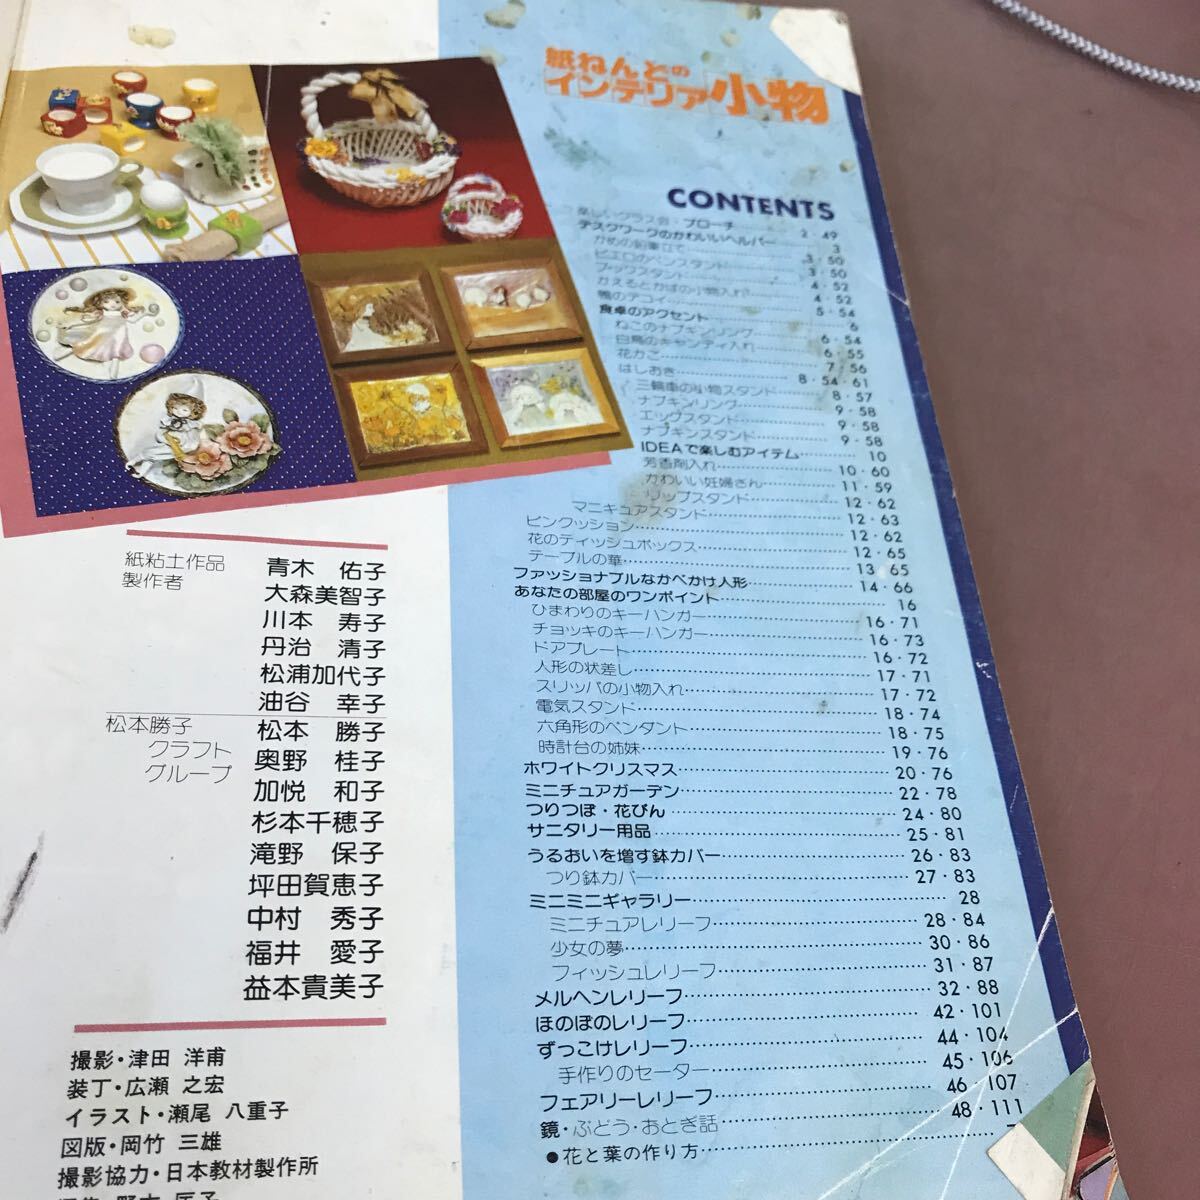 紙ねんどの
インテリア小物
CONTENTS
楽しいクラス会・ブローチ……2・49
デスクワークのかわいいヘルパー……3
かめの鉛筆立て……3・50
ピエロのペンスタンド……3・50
ブックスタンド……4・52
かえるとかばの小物入れ……4・52
鴨のデコイ……5・54
食卓のアクセント……6
ねこのナプキンリング……6・54
白鳥のキャンディ入れ……6・55
花かご……7・56
はしおき……8・54・61
三輪車の小物スタンド……8・57
ナプキンリング……9・58
エッグスタンド……9・58
ナプキンスタンド……9・58
IDEAで楽しむアイテム……10
芳香剤入れ……10・60
かわいい妊婦さん……11・59
リップスタンド……12・62
マニキュアスタンド……12・63
ピンクッション……12・62
花のティッシュボックス……12・65
テーブルの華……13・65
ファッショナブルなかべかけ人形……14・66
あなたの部屋のワンポイント……16
ひまわりのキーハンガー……16・71
チョッキのキーハンガー……16・73
ドアプレート……16・72
人形の状差し……17・71
スリッパの小物入れ……17・72
電気スタンド……18・74
六角形のペンダント……18・75
時計台の姉妹……19・76
ホワイトクリスマス……20・76
ミニチュアガーデン……22・78
つりつぼ・花びん……24・80
サニタリー用品……25・81
うるおいを増す鉢カバー……26・83
つり鉢カバー……27・83
ミニミニギャラリー……28
ミニチュアレリーフ……28・84
少女の夢……30・86
フィッシュレリーフ……31・87
メルヘンレリーフ……32・88
ほのぼのレリーフ……42・101
ずっこけレリーフ……44・104
手作りのセーター……45・106
フェアリーレリーフ……46・107
鏡・ぶどう・おとぎ話……48・111
●花と葉の作り方……
紙粘土作品
製作者
青木 佑子
大森美智子
川本 寿子
丹治 清子
松浦加代子
油谷 幸子
松本勝子
クラフト
グループ
松本 勝子
奥野 桂子
加悦 和子
杉本千穂子
滝野 保子
坪田賀恵子
中村 秀子
福井 愛子
益本貴美子
撮影・津田 洋甫
装丁・広瀬 之宏
イラスト・瀬尾 八重子
図版・岡竹 三雄
撮影協力・日本教材製作所